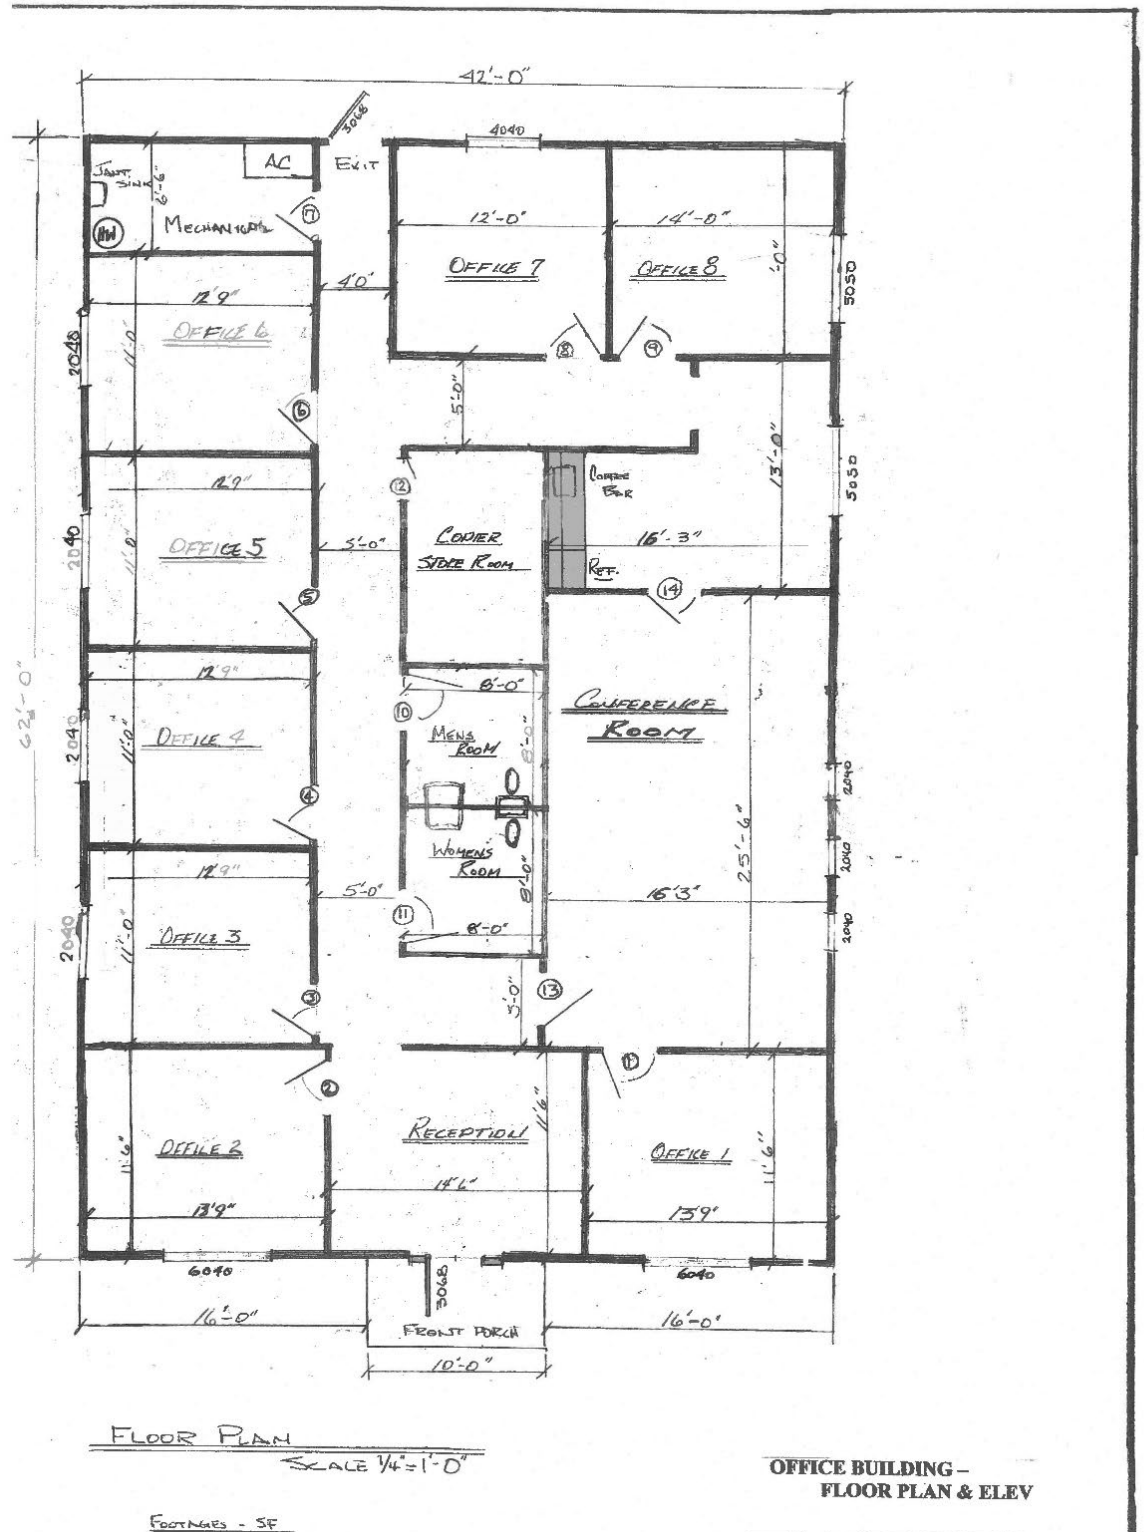 42'-0"
3068
4040
JANT.
SINK
6'-6"
AC
EXIT
HW
MECHANICAL
7
12'-0"
14'-0"
OFFICE 7
OFFICE 8
'-0"
5050
4'0"
12'9"
OFFICE 6
2040
11'-0"
8
9
5'-0"
6
13'-0"
5050
12'9"
12
COFFEE
BAR
2040
OFFICE 5
11'-0"
5'-0"
COPIER
STORE ROOM
16'-3"
REF.
5
14
62'-0"
12'9"
8'-0"
CONFERENCE
ROOM
2040
OFFICE 4
11'-0"
10
MENS
ROOM
8'-0"
4
2040
WOMENS
ROOM
8'-0"
25'-6"
2040
12'9"
5'-0"
11
16'3"
2040
OFFICE 3
11'-0"
8'-0"
2040
3
5'-0"
13
2
1
11'6"
RECEPTION
OFFICE 2
11'6"
OFFICE 1
11'6"
14'6"
13'9"
13'9"
6040
3068
6040
16'-0"
FRONT PORCH
16'-0"
10'-0"
FLOOR PLAN
SCALE 1/4"=1'-0"
OFFICE BUILDING –
FLOOR PLAN & ELEV
FOOTAGES - SF